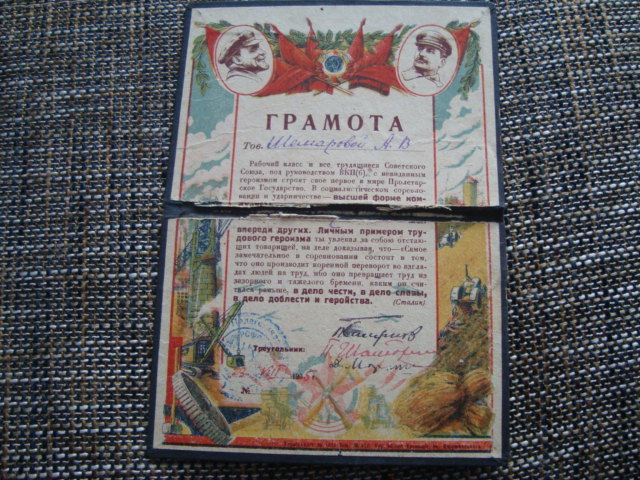 ГРАМОТА
Тов. Шемаровой А. В
Рабочий класс и все трудящиеся Советского
Союза, под руководством ВКП(б), с невиданным
героизмом строят свое первое в мире Пролетар-
ское Государство. В социалистическом соревно-
вании и ударничестве — высшей форме ком-
впереди других. Личным примером тру-
дового героизма ты увлекал за собою отстаю-
щих товарищей, на деле доказывая, что—«Самое
замечательное в соревновании состоит в том,
что оно производит коренной переворот во взгля-
дах людей на труд, ибо оно превращает труд из
зазорного и тяжелого бремени, каким он счи-
тался раньше, в дело чести, в дело славы,
в дело доблести и геройства.
(Сталин)
Треугольник:
№